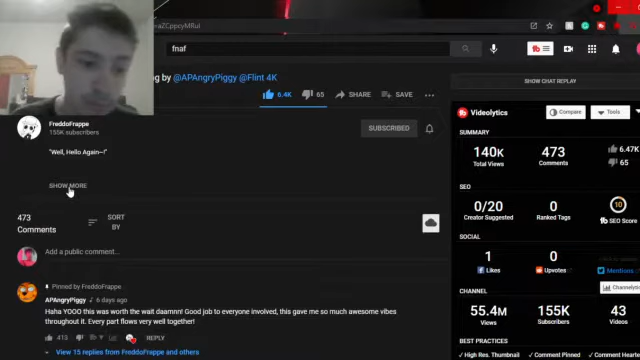 aZCppcyMRuI
fnaf
ng by @APAngryPiggy @Flint 4K
6.4K 65 SHARE SAVE
SHOW CHAT REPLAY
FreddoFrappe
155K subscribers
SUBSCRIBED
"Well, Hello Again~!"
SHOW MORE
473 Comments
SORT BY
Add a public comment...
Pinned by FreddoFrappe
APAngryPiggy 6 days ago
Haha YOOO this was worth the wait daamnn! Good job to everyone involved, this gave me so much awesome vibes
throughout it. Every part flows very well together!
413 REPLY
View 15 replies from FreddoFrappe and others
Videolytics Compare Tools
SUMMARY
140K Total Views
473 Comments
6.47K
65
SEO
0/20 Creator Suggested
0 Ranked Tags
10 SEO Score
SOCIAL
1 Likes
0 Upvotes
Mentions
CHANNEL
Channelytics
55.4M Views
155K Subscribers
43 Videos
BEST PRACTICES
High Res. Thumbnail Comment Pinned Comment Hearte